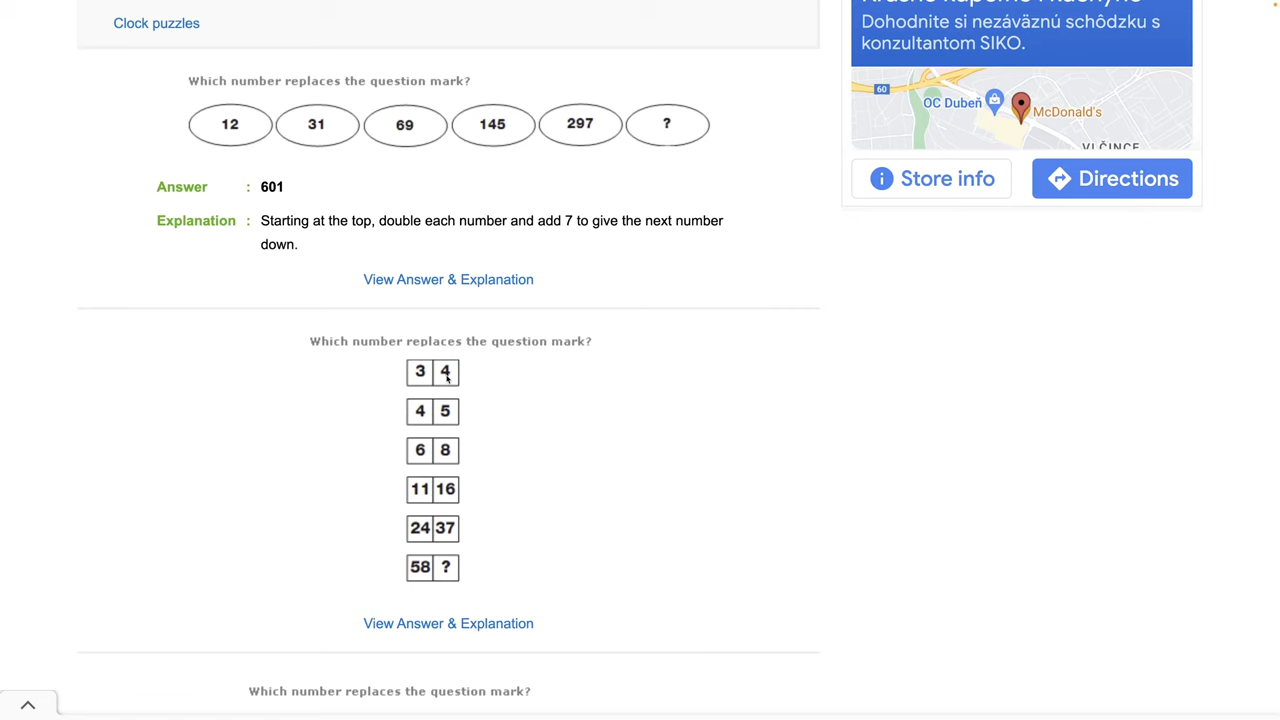 Clock puzzles
Dohodnite si nezáväznú schôdzku s
konzultantom SIKO.
60
OC Dubeň
McDonald's
VLČINCE
Store info
Directions
Which number replaces the question mark?
12 31 69 145 297 ?
Answer : 601
Explanation : Starting at the top, double each number and add 7 to give the next number
down.
View Answer & Explanation
Which number replaces the question mark?
3 4
4 5
6 8
11 16
24 37
58 ?
View Answer & Explanation
Which number replaces the question mark?